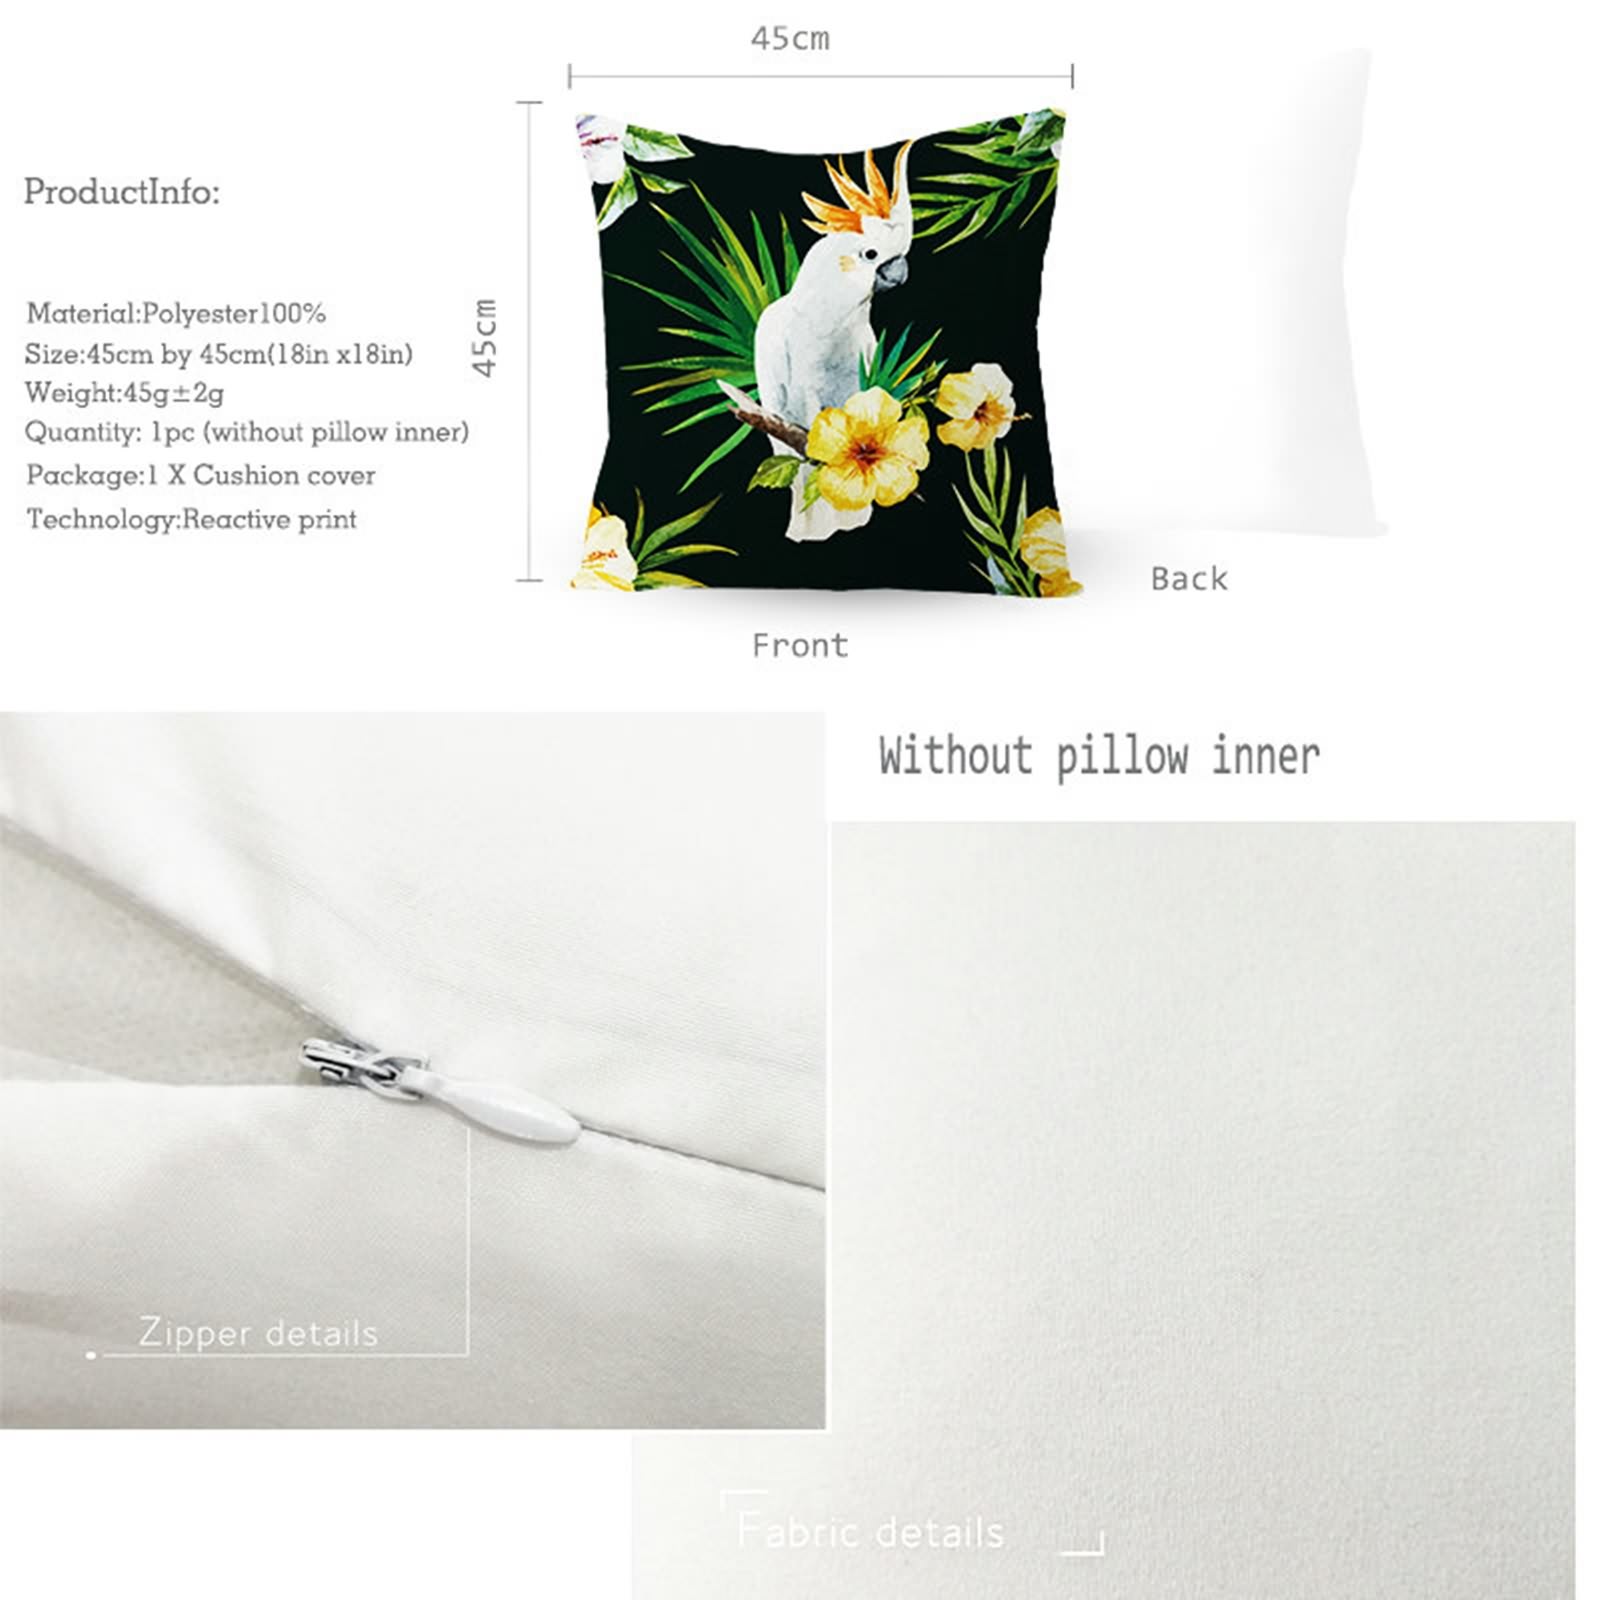 45cm
ProductInfo:
45cm
Material:Polyester100%
Size:45cm by 45cm(18in x18in)
Weight:45g±2g
Quantity: 1pc (without pillow inner)
Package:1 X Cushion cover
Technology:Reactive print
Back
Front
Without pillow inner
Zipper details
Fabric details